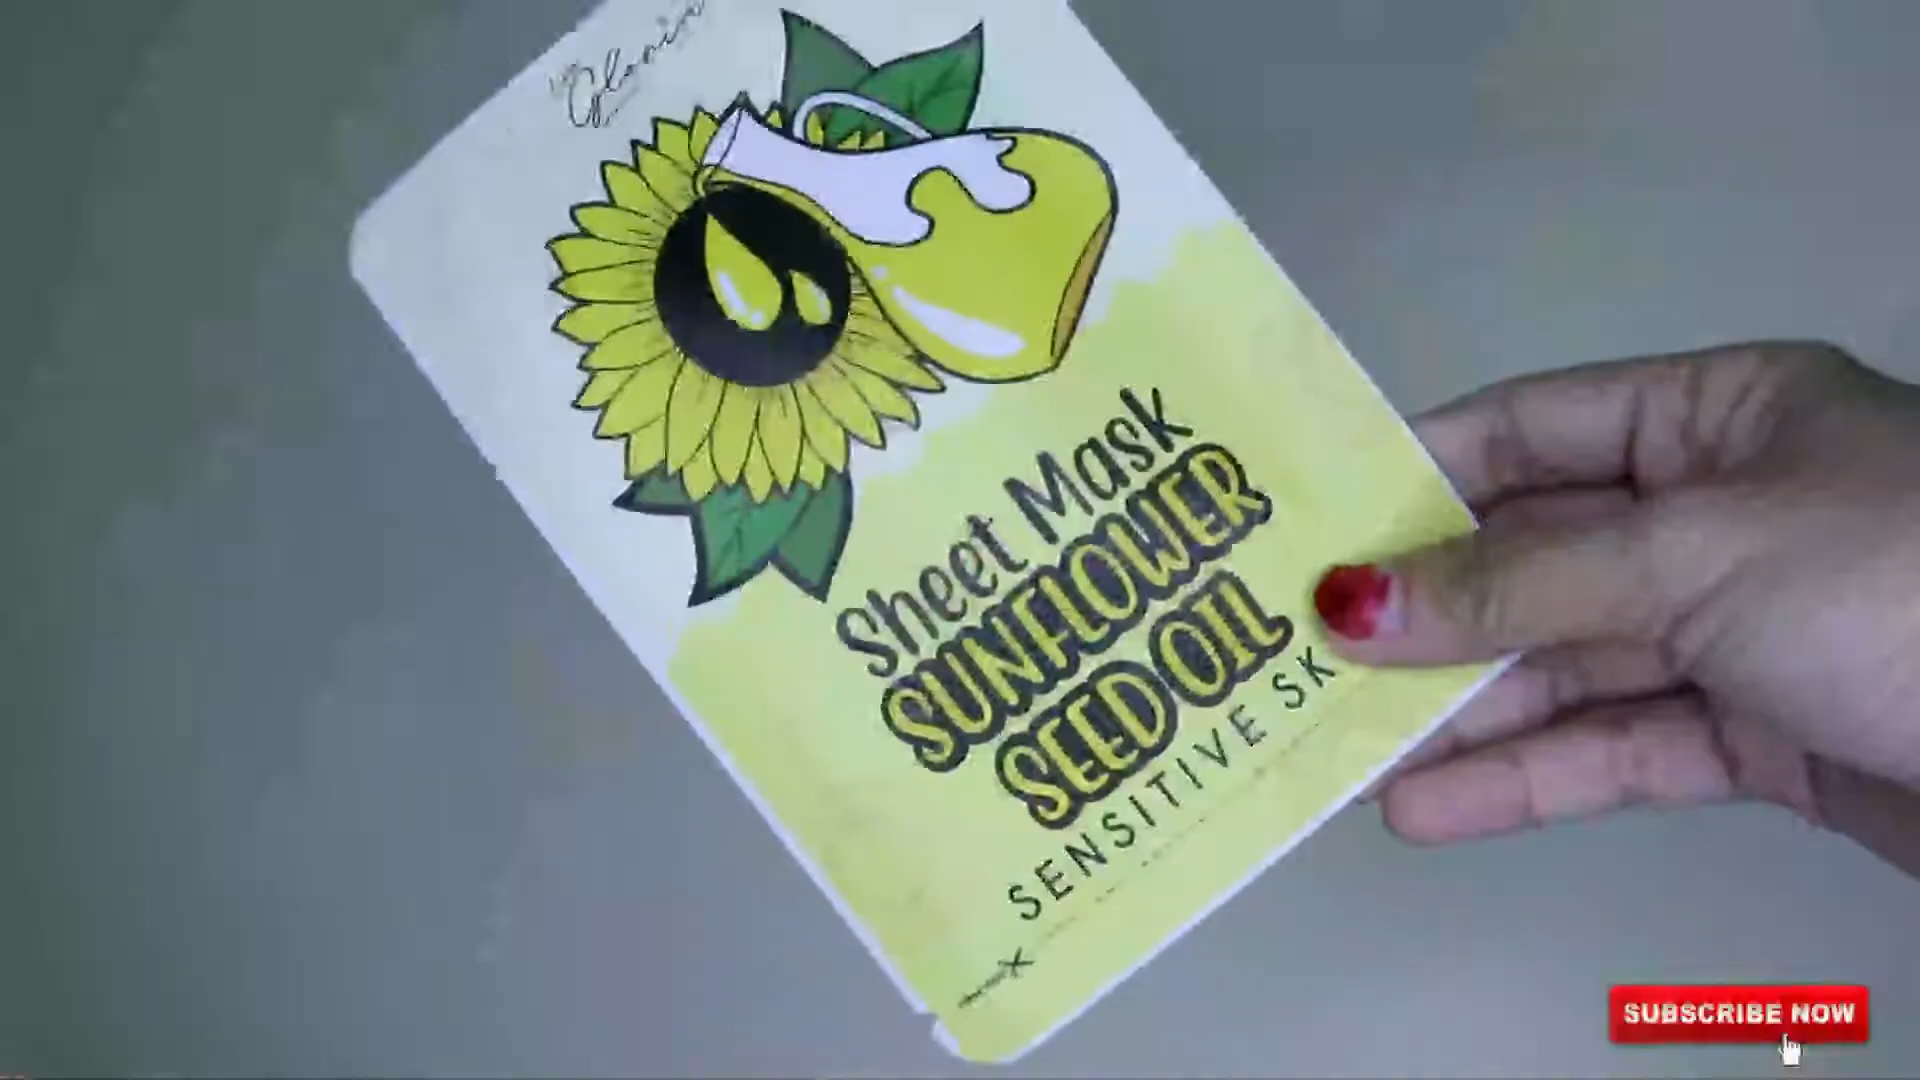 Sheet Mask
SUNFLOWER
SEED OIL
SENSITIVE SK
SUBSCRIBE NOW